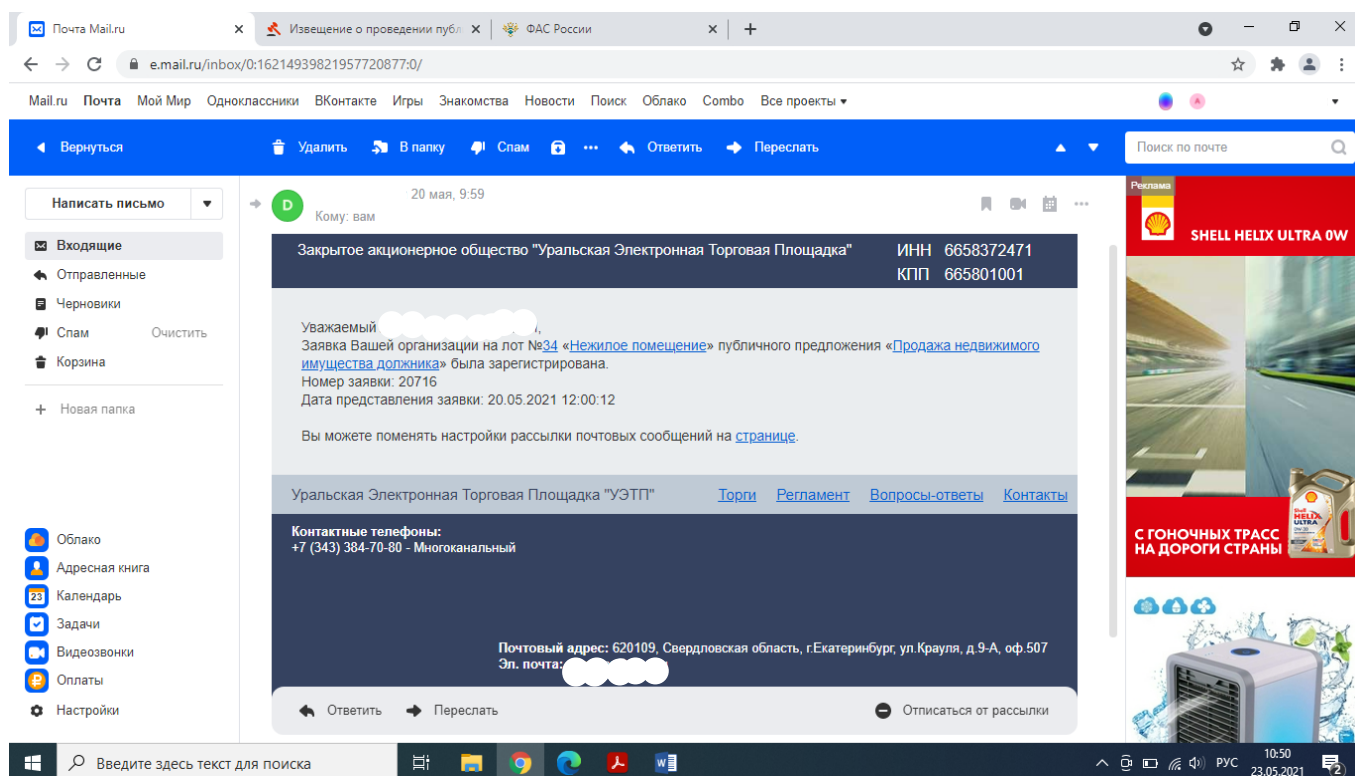 Почта Mail.ru
Извещение о проведении публ
ФАС России
e.mail.ru/inbox/0:16214939821957720877:0/
Mail.ru Почта Мой Мир Одноклассники ВКонтакте Игры Знакомства Новости Поиск Облако Combo Все проекты
Вернуться
Удалить В папку Спам Ответить Переслать
Поиск по почте
Написать письмо
Входящие
Отправленные
Черновики
Спам Очистить
Корзина
Новая папка
Облако
Адресная книга
23 Календарь
Задачи
Видеозвонки
Оплаты
Настройки
D
20 мая, 9:59
Кому: вам
Закрытое акционерное общество "Уральская Электронная Торговая Площадка" ИНН 6658372471
КПП 665801001
Уважаемый ,
Заявка Вашей организации на лот №34 «Нежилое помещение» публичного предложения «Продажа недвижимого
имущества должника» была зарегистрирована.
Номер заявки: 20716
Дата представления заявки: 20.05.2021 12:00:12
Вы можете поменять настройки рассылки почтовых сообщений на странице.
Уральская Электронная Торговая Площадка "УЭТП" Торги Регламент Вопросы-ответы Контакты
Контактные телефоны:
+7 (343) 384-70-80 - Многоканальный
Почтовый адрес: 620109, Свердловская область, г.Екатеринбург, ул.Крауля, д.9-А, оф.507
Эл. почта:
Ответить Переслать Отписаться от рассылки
Реклама
SHELL HELIX ULTRA 0W
С ГОНОЧНЫХ ТРАСС
НА ДОРОГИ СТРАНЫ
HELIX
ULTRA
Введите здесь текст для поиска
РУС
10:50
23.05.2021
2